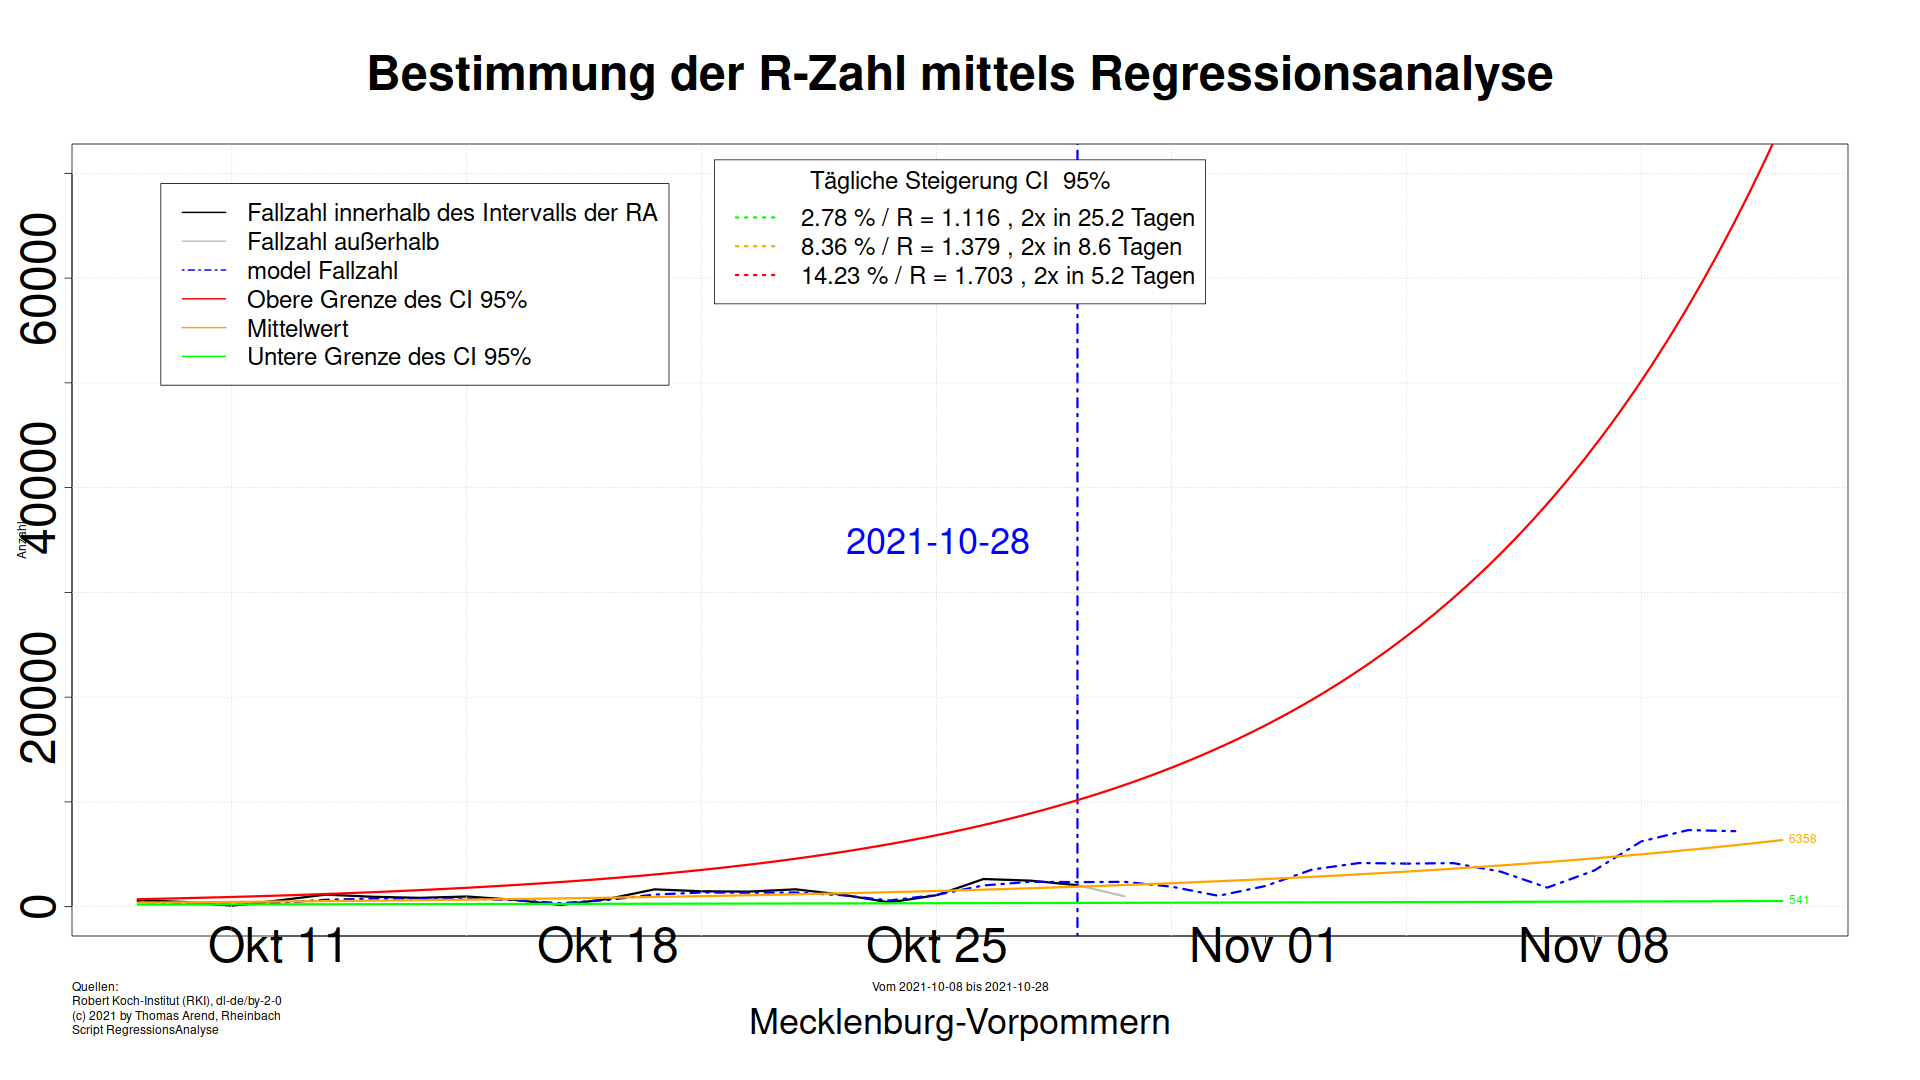 Bestimmung der R-Zahl mittels Regressionsanalyse
Fallzahl innerhalb des Intervalls der RA
Fallzahl außerhalb
model Fallzahl
Obere Grenze des CI 95%
Mittelwert
Untere Grenze des CI 95%
Tägliche Steigerung CI  95%
2.78 % / R = 1.116 , 2x in 25.2 Tagen
8.36 % / R = 1.379 , 2x in 8.6 Tagen
14.23 % / R = 1.703 , 2x in 5.2 Tagen
60000
40000
20000
0
Anzahl
2021-10-28
6358
541
Okt 11
Okt 18
Okt 25
Nov 01
Nov 08
Quellen:
Robert Koch-Institut (RKI), dl-de/by-2-0
(c) 2021 by Thomas Arend, Rheinbach
Script RegressionsAnalyse
Vom 2021-10-08 bis 2021-10-28
Mecklenburg-Vorpommern